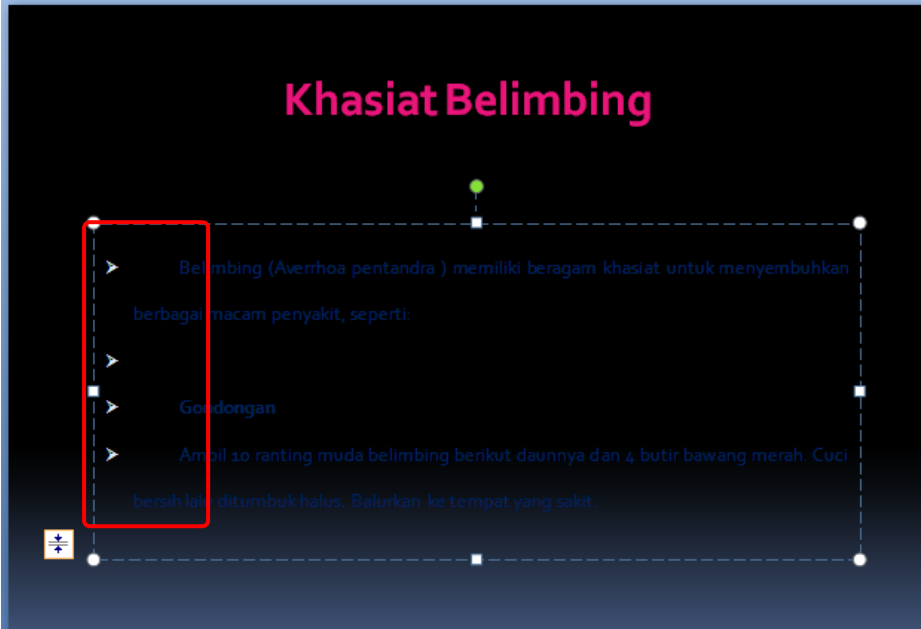 Khasiat Belimbing
Belimbing (Averrhoa pentandra ) memiliki beragam khasiat untuk menyembuhkan
berbagai macam penyakit, seperti:
Gondongan
Ambil 10 ranting muda belimbing berikut daunnya dan 4 butir bawang merah. Cuci
bersih lalu ditumbuk halus. Balurkan ke tempat yang sakit.